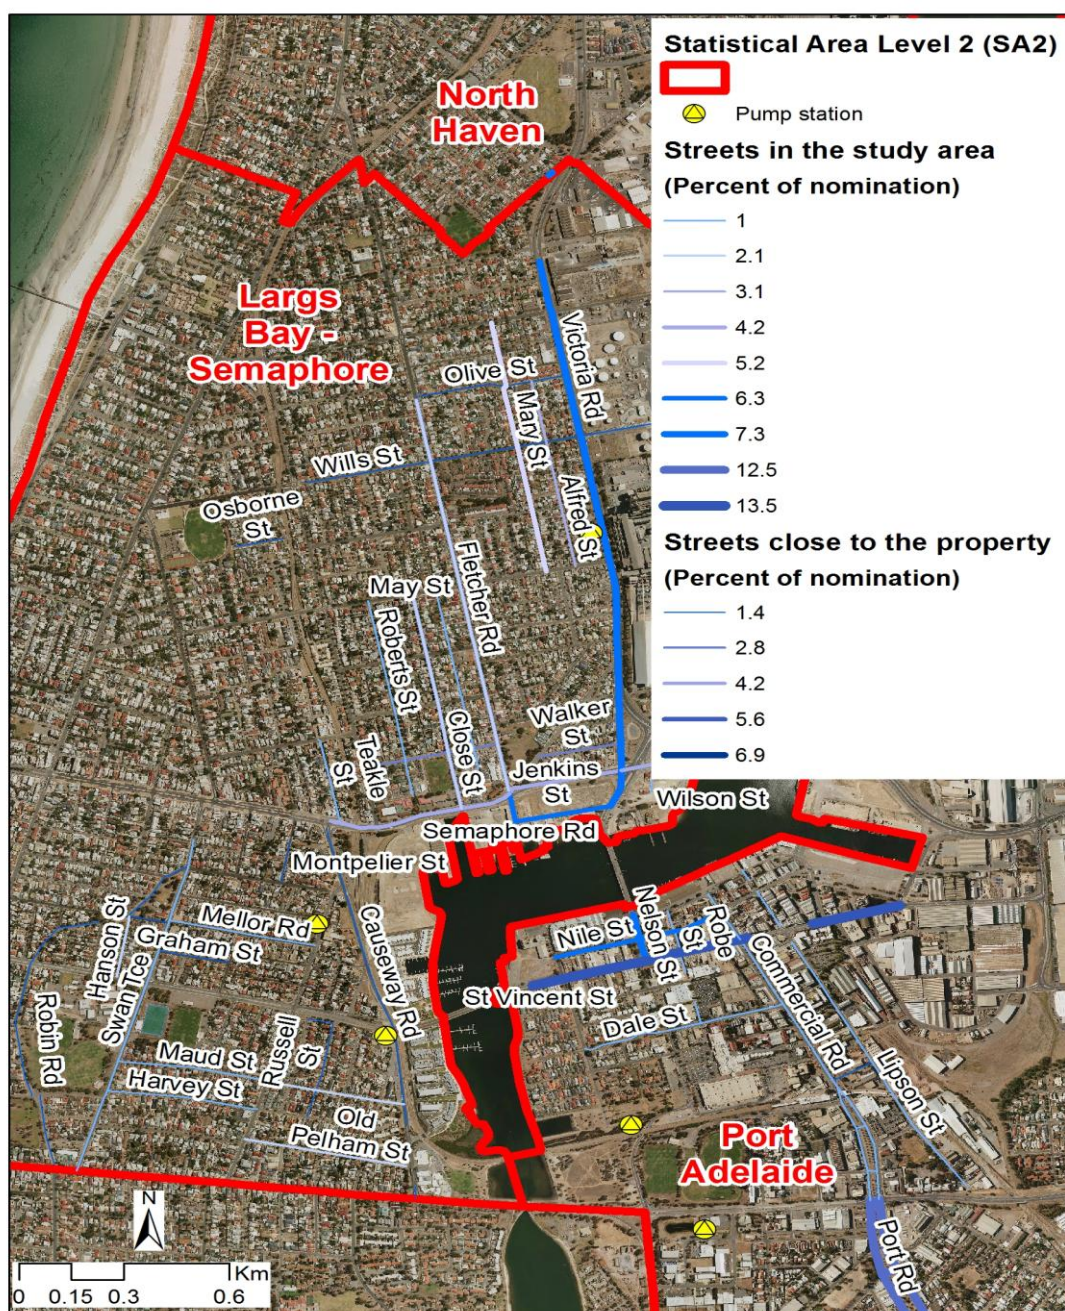 Statistical Area Level 2 (SA2)
Pump station
Streets in the study area
(Percent of nomination)
1
2.1
3.1
4.2
5.2
6.3
7.3
12.5
13.5
Streets close to the property
(Percent of nomination)
1.4
2.8
4.2
5.6
6.9
North
Haven
Largs
Bay -
Semaphore
Victoria Rd
Olive St
Mary St
Wills St
Alfred St
Osborne
St
Fletcher Rd
May St
Roberts St
Close St
Walker
St
Teakle
St
Jenkins
St
Wilson St
Semaphore Rd
Montpelier St
Causeway Rd
Mellor Rd
Hanson St
Graham St
Swan Tce
Robin Rd
Nile St
Nelson St
St
Robe
Commercial Rd
St Vincent St
Dale St
Lipson St
Maud St
Russell
St
Harvey St
Old
Pelham St
Port
Adelaide
Port Rd
N
Km
0 0.15 0.3 0.6